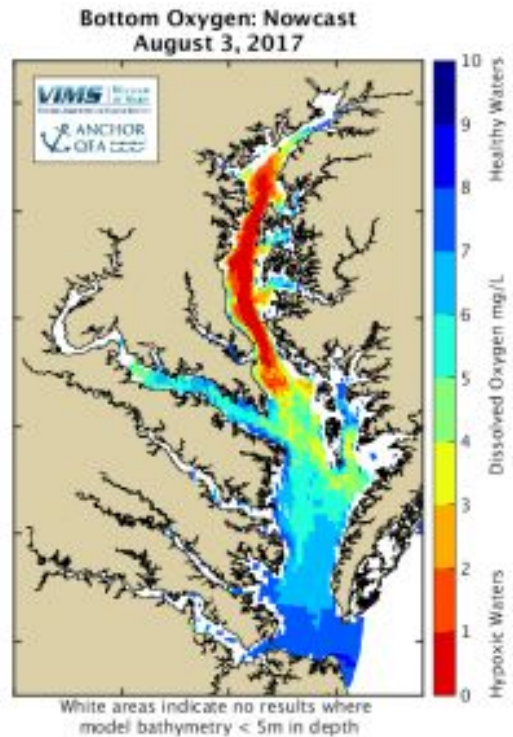 Bottom Oxygen: Nowcast
August 3, 2017
VIMS
ANCHOR
QEA
10
9
8
7
6
5
4
3
2
1
0
Healthy Waters
Dissolved Oxygen mg/L
Hypoxic Waters
White areas indicate no results where
model bathymetry < 5m in depth